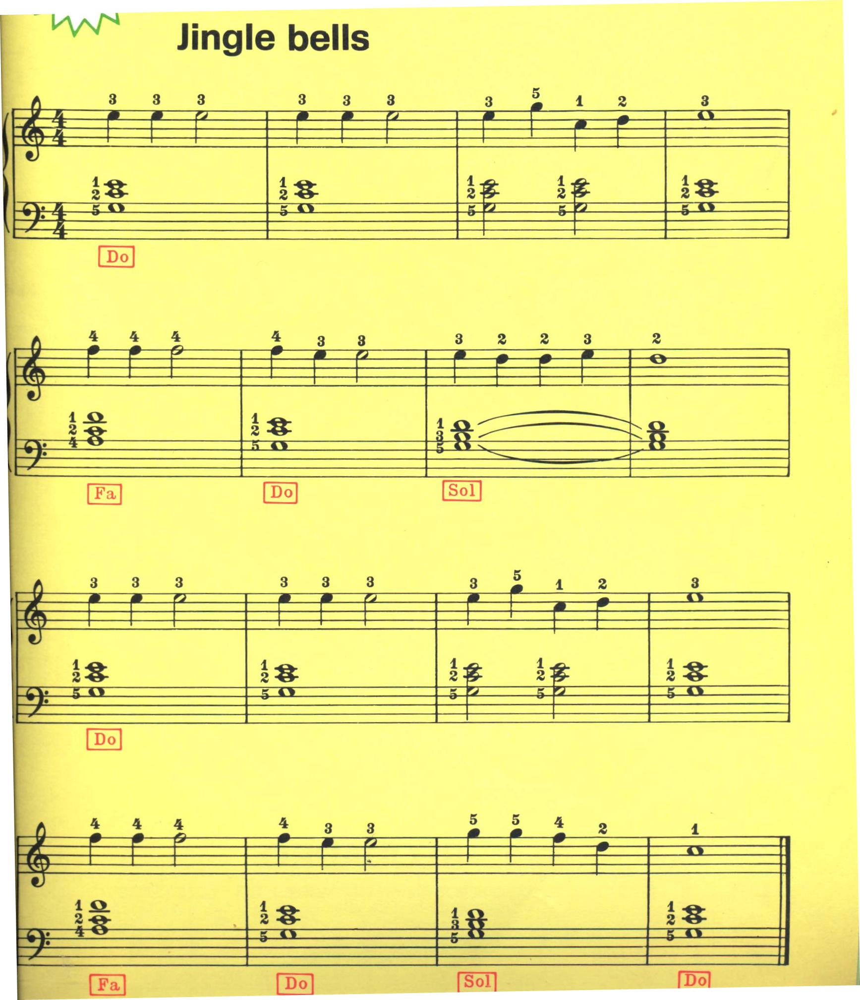 Jingle bells
3 3 3 3 3 3 3 5 1 2 3
4
4
1 1 1 1 1
2 2 2 2 2
5 5 5 5 5
4
4
Do
4 4 4 4 3 3 3 2 2 3 2
1 1 1
2 2 3
4 5 5
Fa Do Sol
3 3 3 3 3 3 3 5 1 2 3
1 1 1 1 1
2 2 2 2 2
5 5 5 5 5
Do
4 4 4 4 3 3 5 5 4 2 1
1 1 1 1
2 2 3 2
4 5 5 5
Fa Do Sol Do